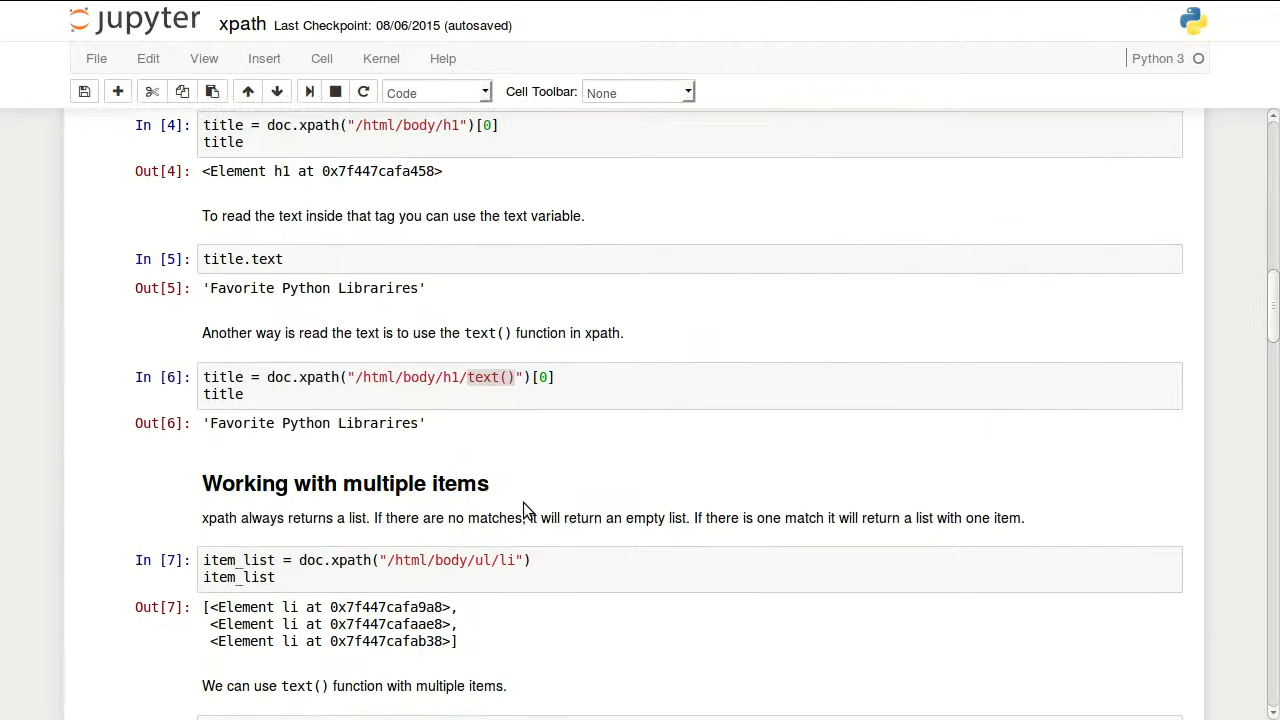 jupyter xpath Last Checkpoint: 08/06/2015 (autosaved)
File Edit View Insert Cell Kernel Help Python 3
Code Cell Toolbar: None
In [4]: title = doc.xpath("/html/body/h1")[0]
title
Out[4]: <Element h1 at 0x7f447cafa458>
To read the text inside that tag you can use the text variable.
In [5]: title.text
Out[5]: 'Favorite Python Librarires'
Another way is read the text is to use the text() function in xpath.
In [6]: title = doc.xpath("/html/body/h1/text()")[0]
title
Out[6]: 'Favorite Python Librarires'
Working with multiple items
xpath always returns a list. If there are no matches, it will return an empty list. If there is one match it will return a list with one item.
In [7]: item_list = doc.xpath("/html/body/ul/li")
item_list
Out[7]: [<Element li at 0x7f447cafa9a8>,
<Element li at 0x7f447cafaae8>,
<Element li at 0x7f447cafab38>]
We can use text() function with multiple items.